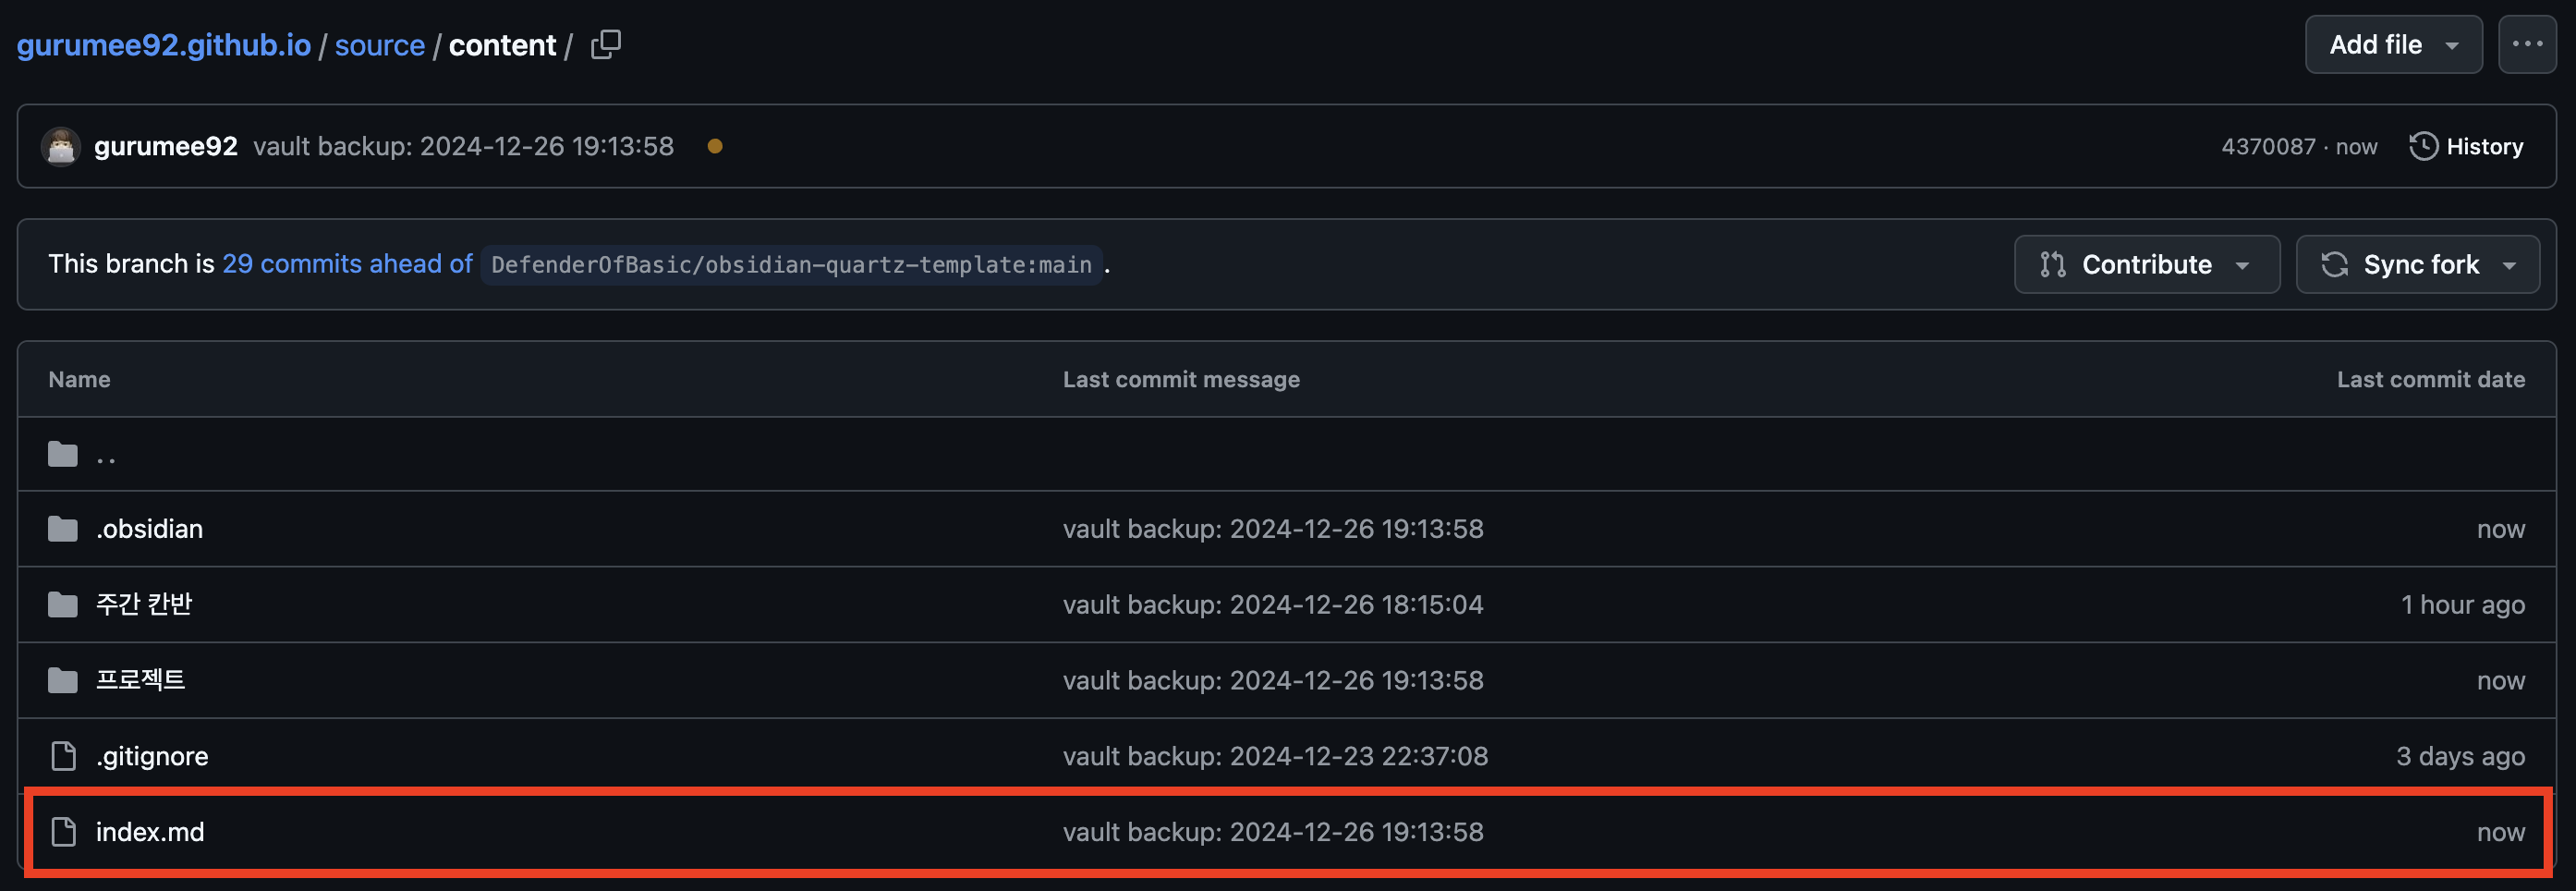 gurumee92.github.io / source / content / Add file ...
gurumee92 vault backup: 2024-12-26 19:13:58 4370087 · now History
This branch is 29 commits ahead of DefenderOfBasic/obsidian-quartz-template:main . Contribute Sync fork
Name Last commit message Last commit date
..
.obsidian vault backup: 2024-12-26 19:13:58 now
주간 칸반 vault backup: 2024-12-26 18:15:04 1 hour ago
프로젝트 vault backup: 2024-12-26 19:13:58 now
.gitignore vault backup: 2024-12-23 22:37:08 3 days ago
index.md vault backup: 2024-12-26 19:13:58 now